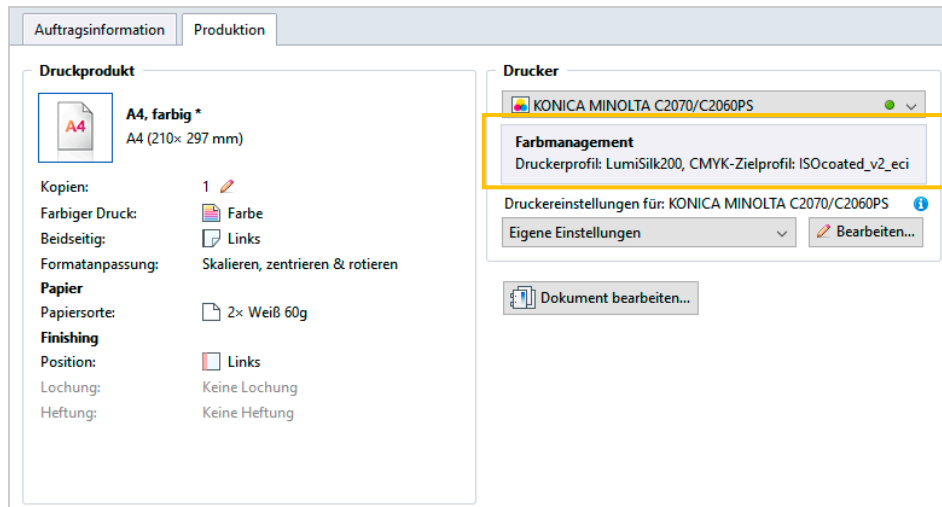 Auftragsinformation
Produktion
Druckprodukt
A4
A4, farbig *
A4 (210× 297 mm)
Kopien: 1
Farbiger Druck: Farbe
Beidseitig: Links
Formatanpassung: Skalieren, zentrieren & rotieren
Papier
Papiersorte: 2× Weiß 60g
Finishing
Position: Links
Lochung: Keine Lochung
Heftung: Keine Heftung
Drucker
KONICA MINOLTA C2070/C2060PS
Farbmanagement
Druckerprofil: LumiSilk200, CMYK-Zielprofil: ISOcoated_v2_eci
Druckereinstellungen für: KONICA MINOLTA C2070/C2060PS
Eigene Einstellungen
Bearbeiten...
Dokument bearbeiten...